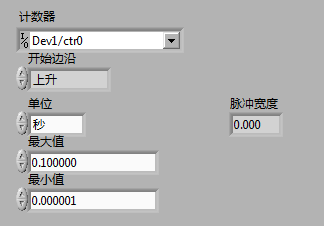 计数器
I/O Dev1/ctr0
开始边沿
上升
单位 脉冲宽度
秒 0.000
最大值
0.100000
最小值
0.000001